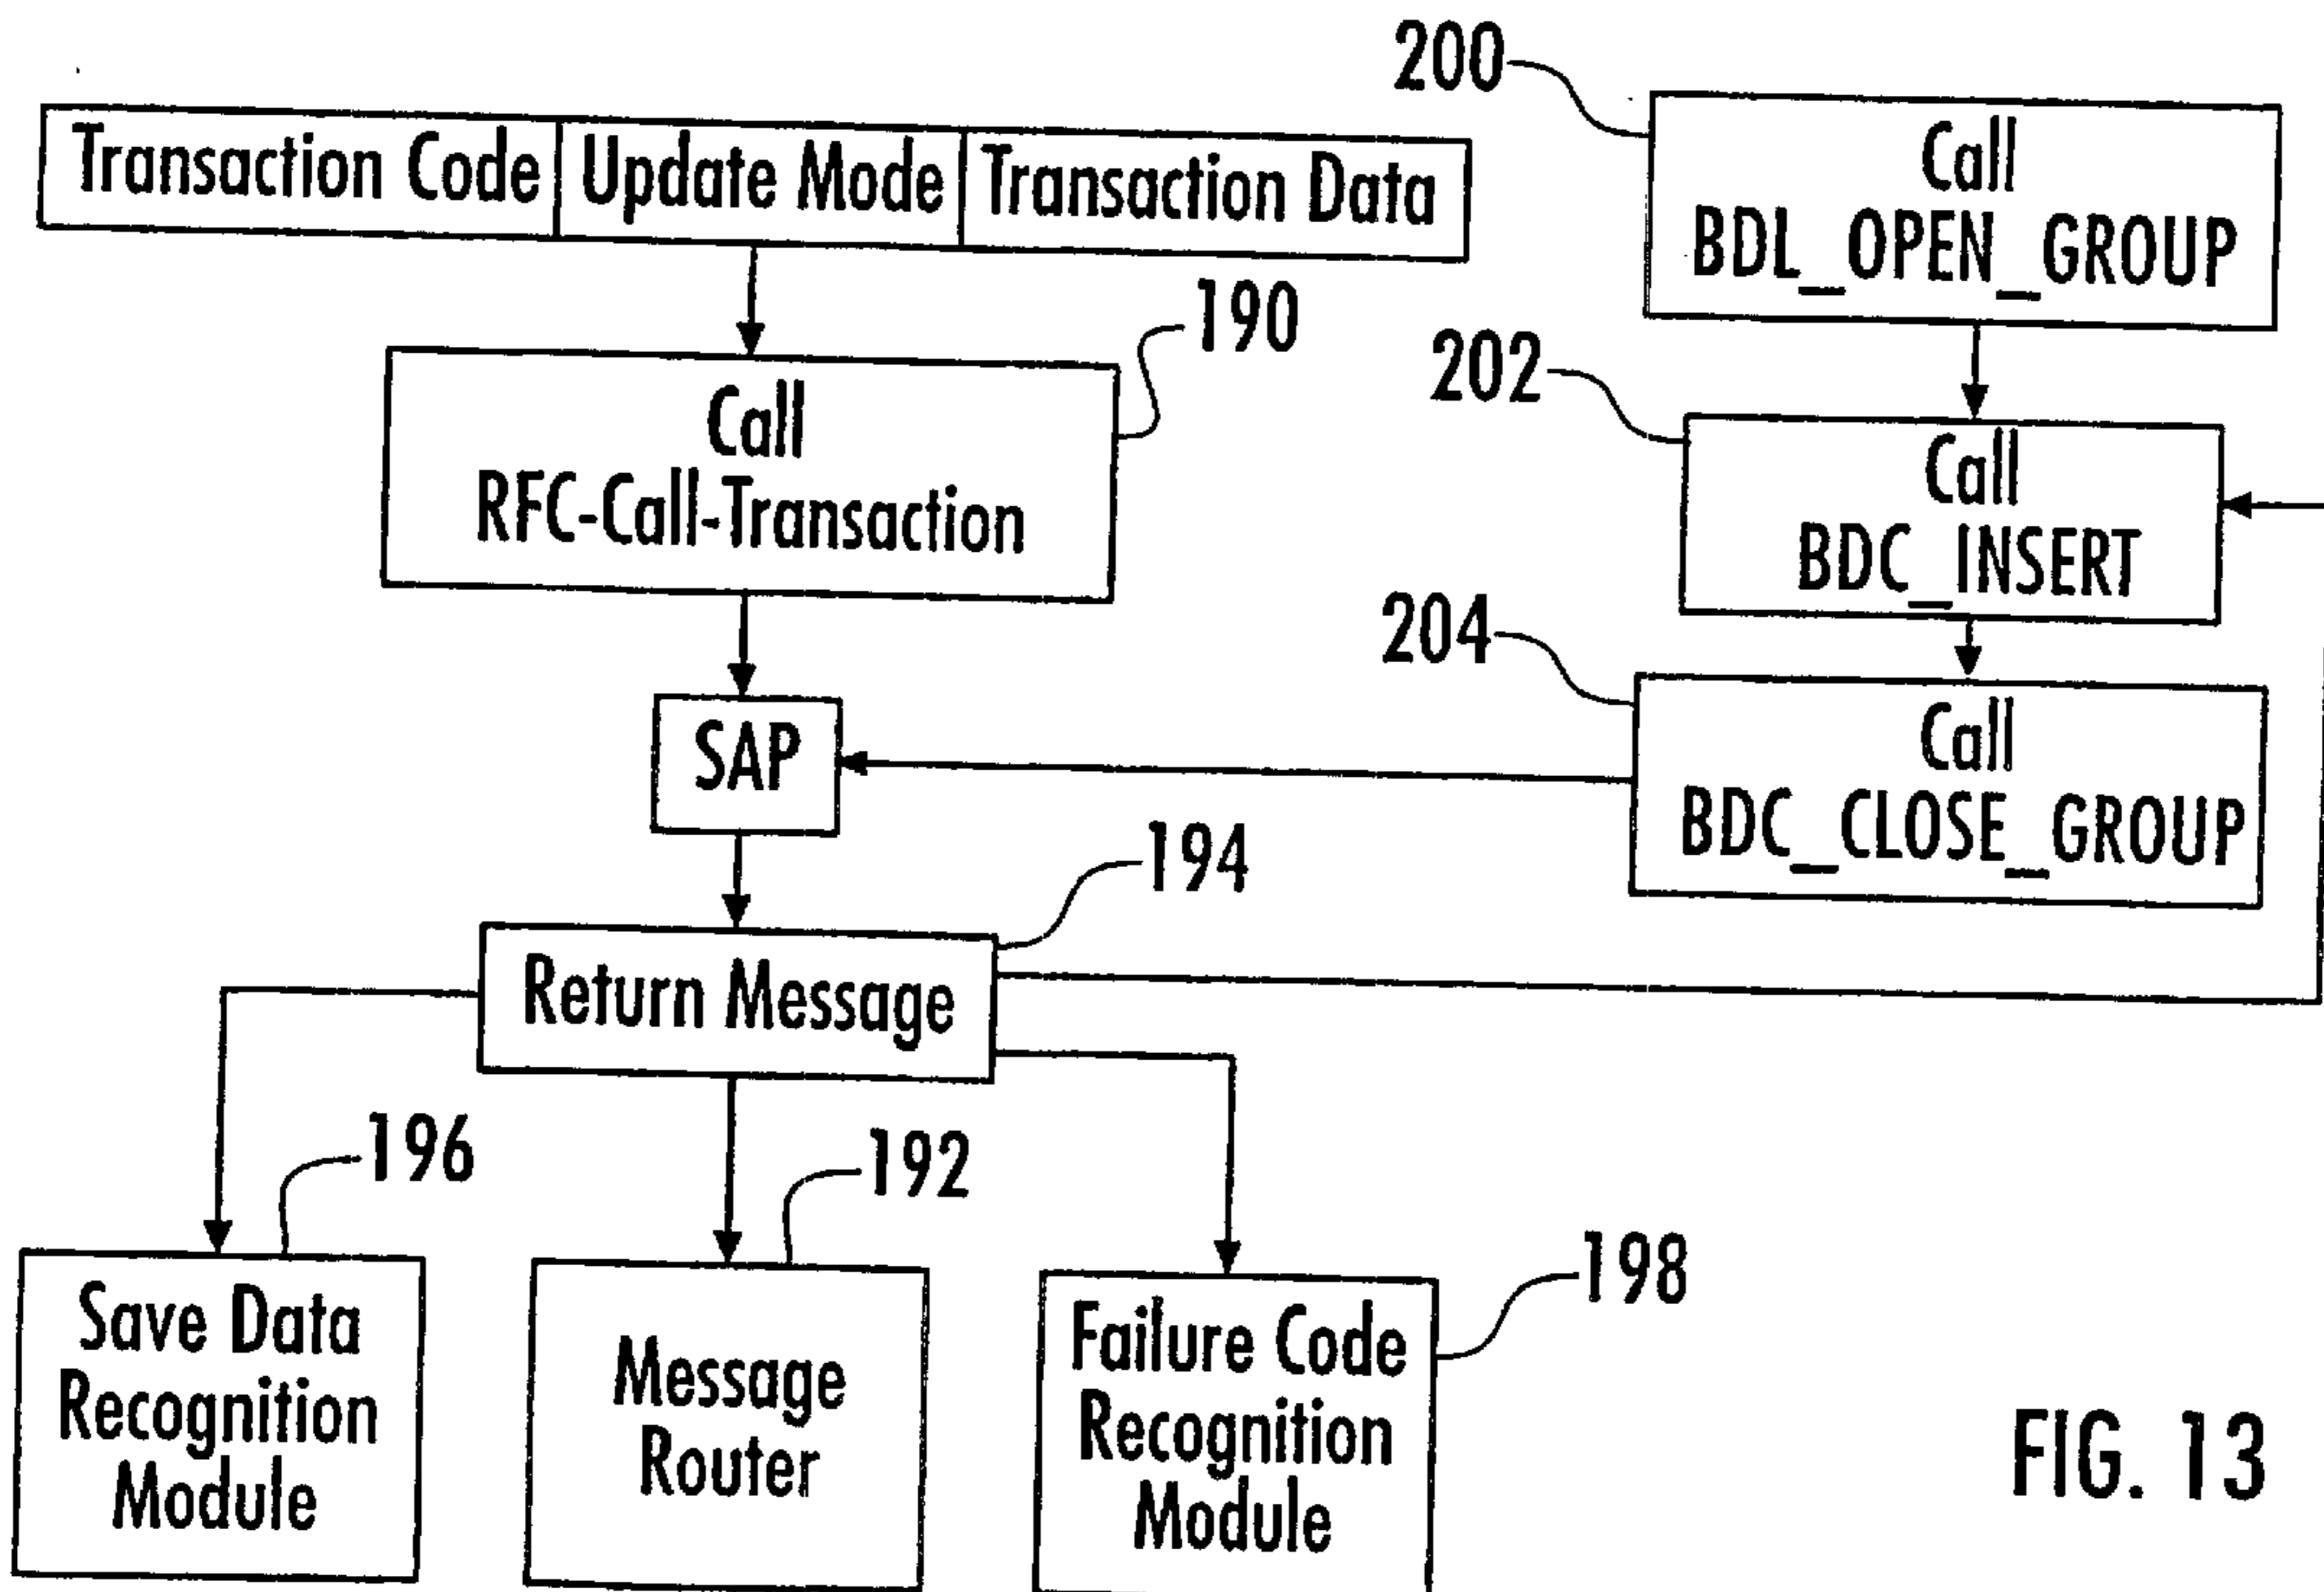 200
Transaction Code Update Mode Transaction Data
Call
BDL_OPEN_GROUP
190
202
Call
RFC-Call-Transaction
Call
BDC_INSERT
204
SAP
Call
BDC_CLOSE_GROUP
194
Return Message
196
192
198
Save Data
Recognition
Module
Message
Router
Failure Code
Recognition
Module
FIG. 13